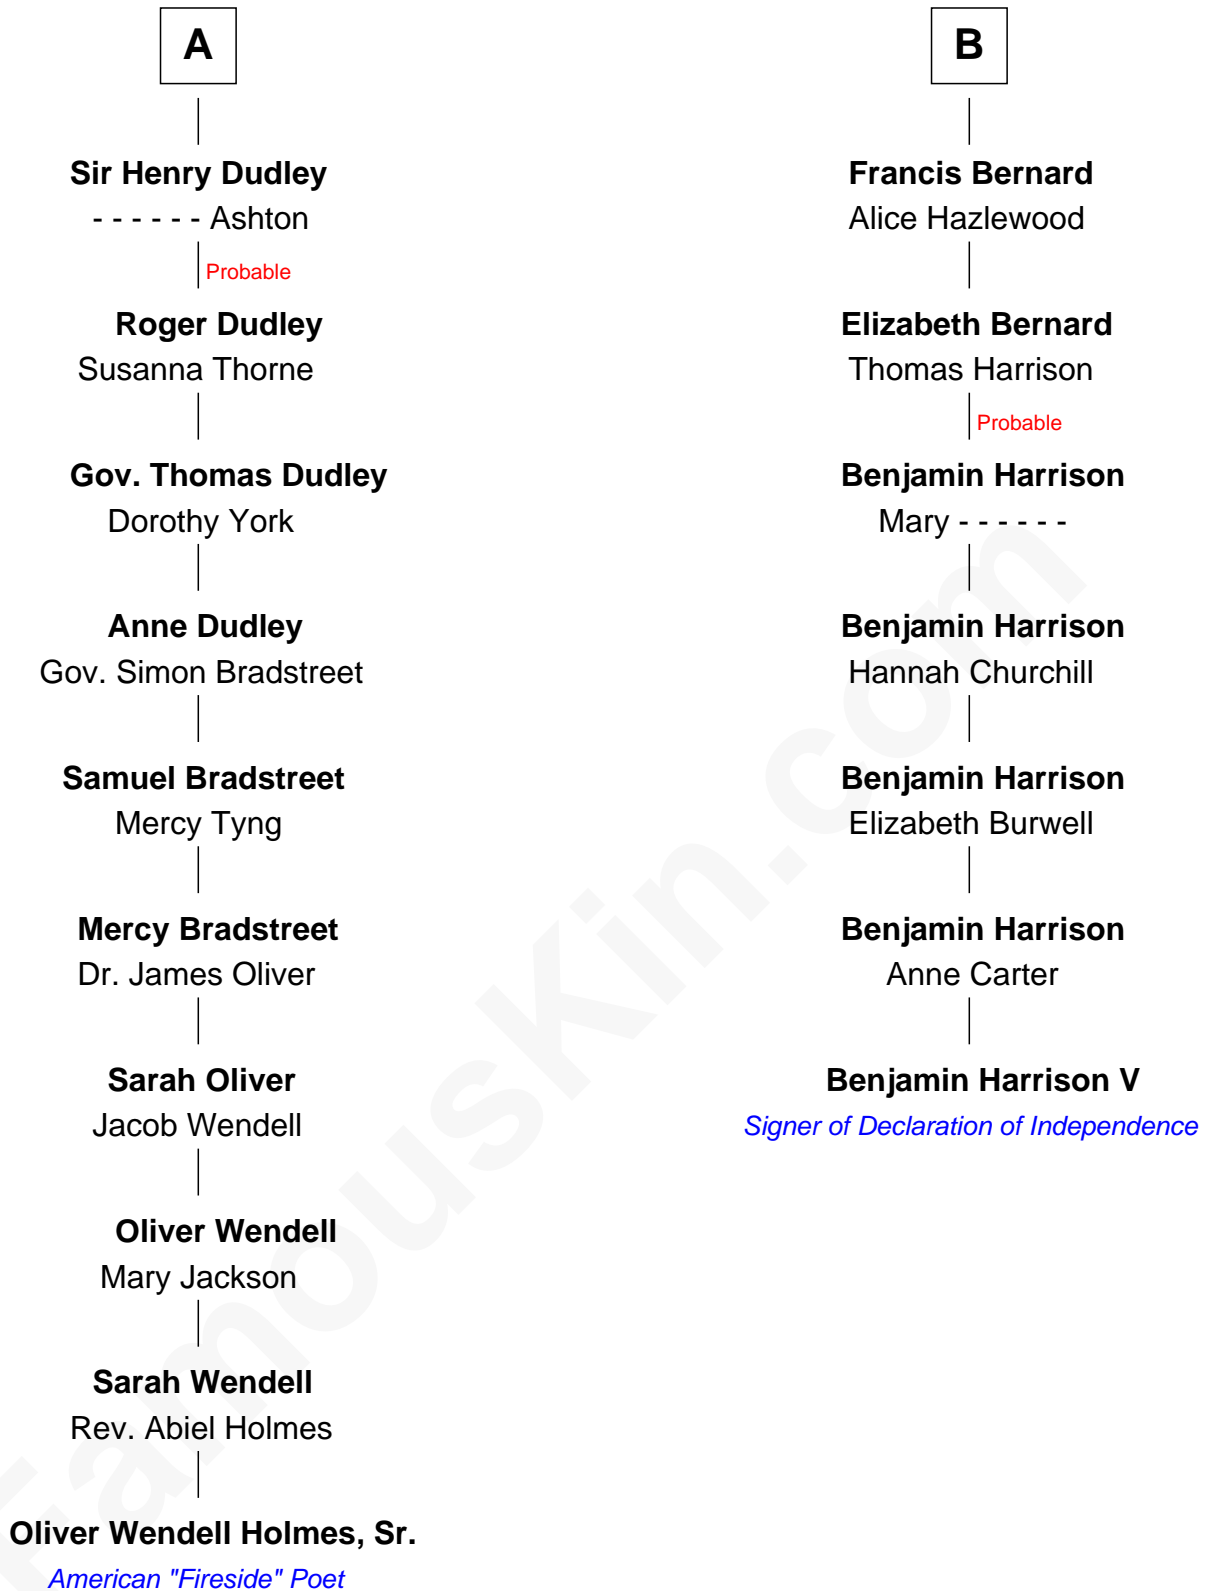 A
Sir Henry Dudley
- - - - - - Ashton
Probable
Roger Dudley
Susanna Thorne
Gov. Thomas Dudley
Dorothy York
Anne Dudley
Gov. Simon Bradstreet
Samuel Bradstreet
Mercy Tyng
Mercy Bradstreet
Dr. James Oliver
Sarah Oliver
Jacob Wendell
Oliver Wendell
Mary Jackson
Sarah Wendell
Rev. Abiel Holmes
Oliver Wendell Holmes, Sr.
American "Fireside" Poet
B
Francis Bernard
Alice Hazlewood
Elizabeth Bernard
Thomas Harrison
Probable
Benjamin Harrison
Mary - - - - - -
Benjamin Harrison
Hannah Churchill
Benjamin Harrison
Elizabeth Burwell
Benjamin Harrison
Anne Carter
Benjamin Harrison V
Signer of Declaration of Independence
FamousKin.com